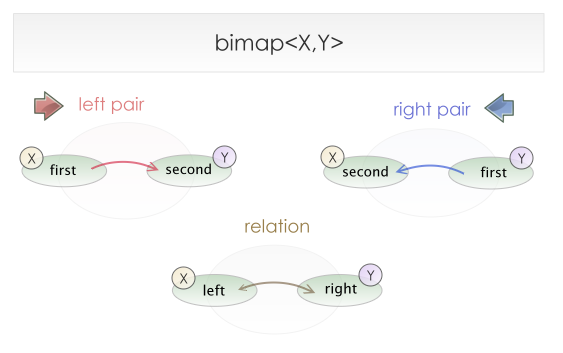 bimap<X,Y>
left pair
right pair
X
first
second
Y
X
second
first
Y
relation
X
left
right
Y